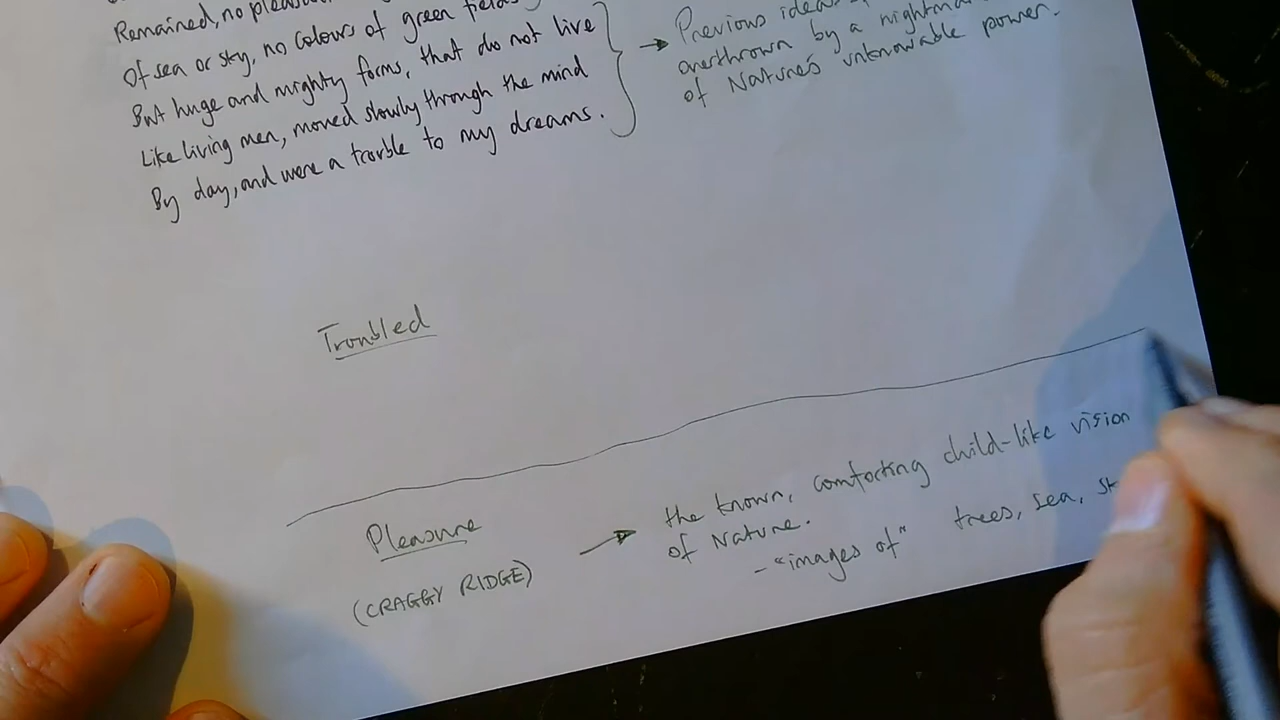 Remained, no
of sea or sky, no colours of green fields
But huge and mighty forms, that do not live
Like living men, moved slowly through the mind
By day, and were a trouble to my dreams.
→ Previous ideas
overthrown by a
of Nature's unknowable power.
Troubled
Pleasure
(CRAGGY RIDGE)
→ the known, comforting child-like vision
of Nature.
- "images of" trees, sea,